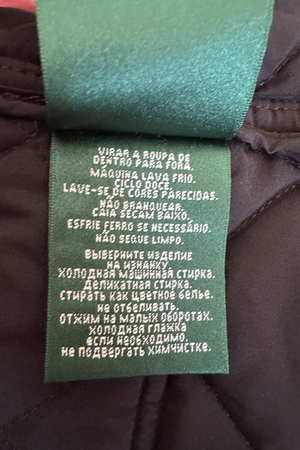 VIRAR A ROUPA DE
DENTRO PARA FORA.
MÁQUINA LAVA FRIO.
CICLO DOCE.
LAVE-SE DE CORES PARECIDAS.
NÃO BRANQUEAR.
CAIA SECAM BAIXO.
ESFRIE FERRO SE NECESSÁRIO.
NÃO SEQUE LIMPO.
ВЫВЕРНИТЕ ИЗДЕЛИЕ
НА ИЗНАНКУ
ХОЛОДНАЯ МАШИННАЯ СТИРКА.
ДЕЛИКАТНАЯ СТИРКА.
СТИРАТЬ КАК ЦВЕТНОЕ БЕЛЬЕ.
НЕ ОТБЕЛИВАТЬ.
ОТЖИМ НА МАЛЫХ ОБОРОТАХ.
ХОЛОДНАЯ ГЛАЖКА
ЕСЛИ НЕОБХОДИМО.
НЕ ПОДВЕРГАТЬ ХИМЧИСТКЕ.